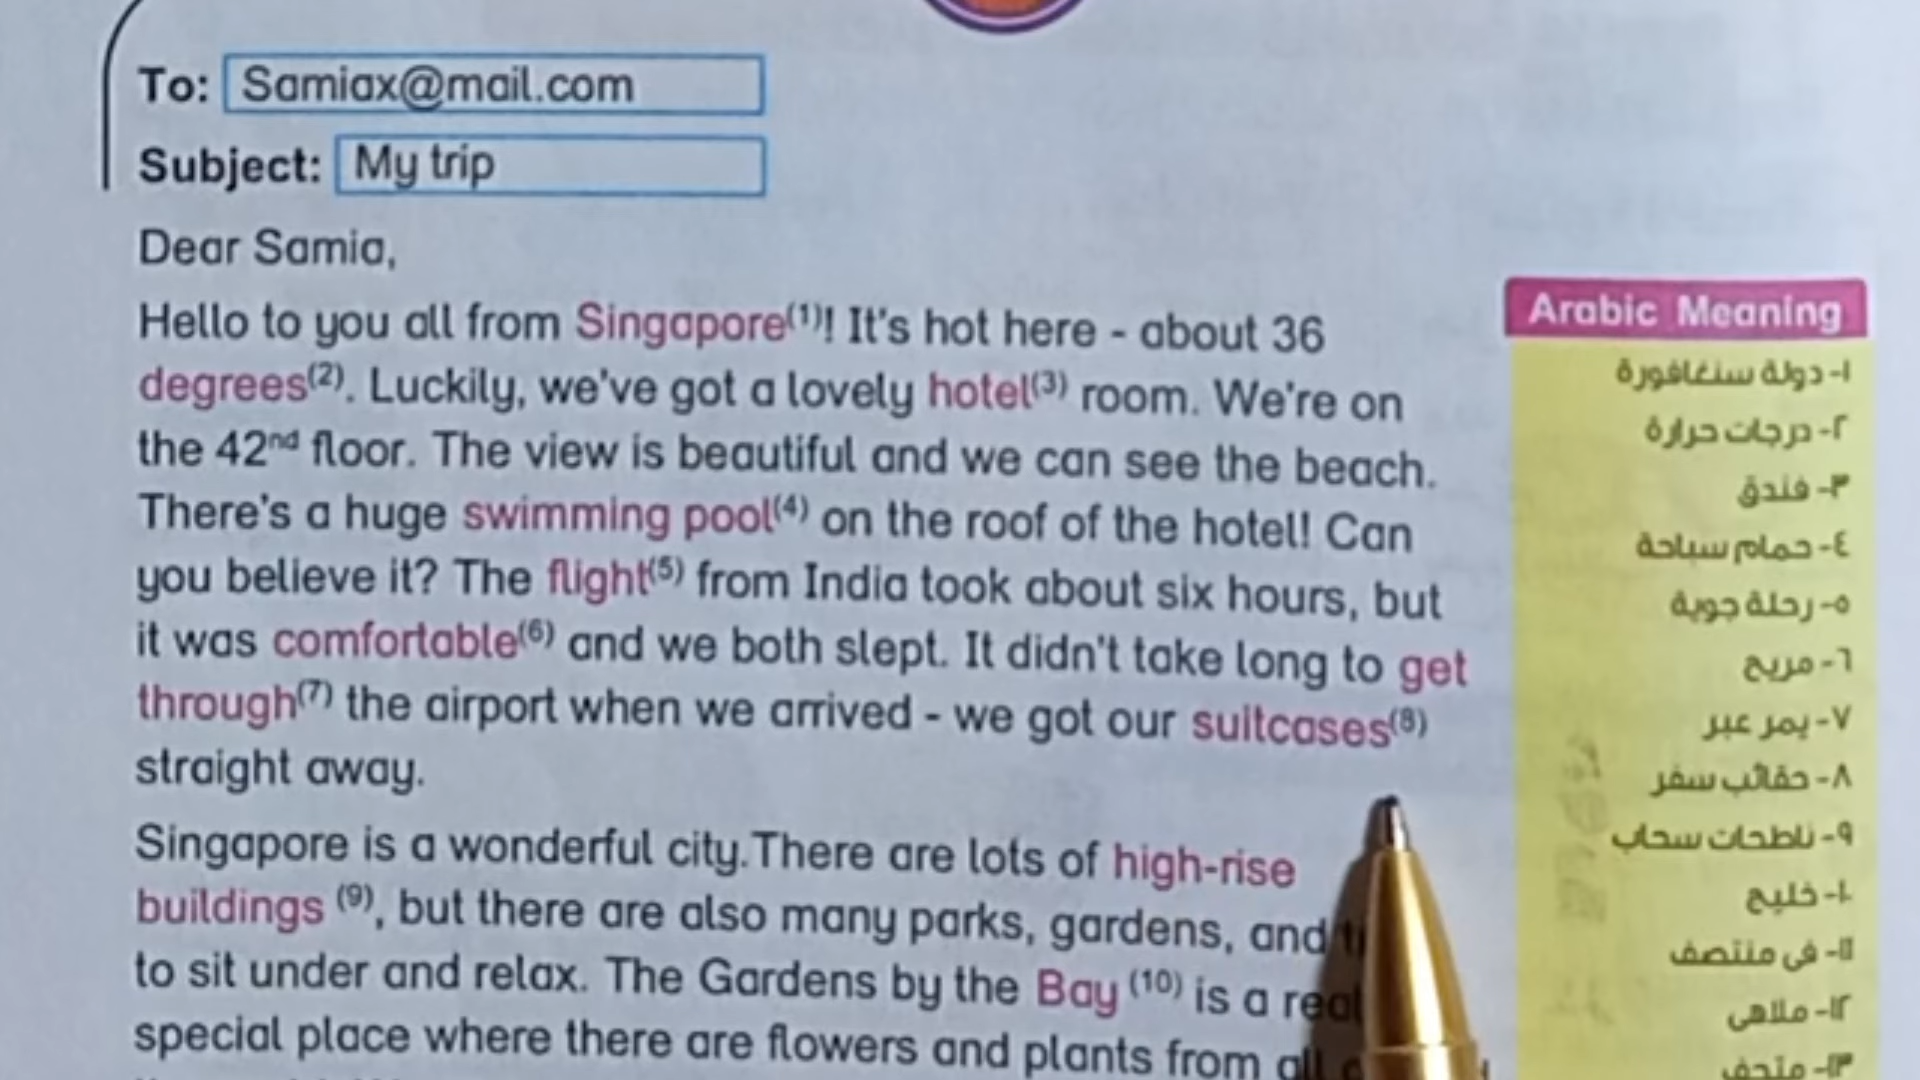 To: Samiax@mail.com
Subject: My trip
Dear Samia,
Hello to you all from Singapore(1)! It's hot here - about 36
degrees(2). Luckily, we've got a lovely hotel(3) room. We're on
the 42nd floor. The view is beautiful and we can see the beach.
There's a huge swimming pool(4) on the roof of the hotel! Can
you believe it? The flight(5) from India took about six hours, but
it was comfortable(6) and we both slept. It didn't take long to get
through(7) the airport when we arrived - we got our suitcases(8)
straight away.
Singapore is a wonderful city.There are lots of high-rise
buildings (9), but there are also many parks, gardens, and
to sit under and relax. The Gardens by the Bay (10) is a
special place where there are flowers and plants from all
Arabic Meaning
١- دولة سنغافورة
٢- درجات حرارة
٣- فندق
٤- حمام سباحة
٥- رحلة جوية
٦- مريح
٧- يمر عبر
٨- حقائب سفر
٩- ناطحات سحاب
١٠- خليج
١١- فى منتصف
١٢- ملاهى
١٣- متحف